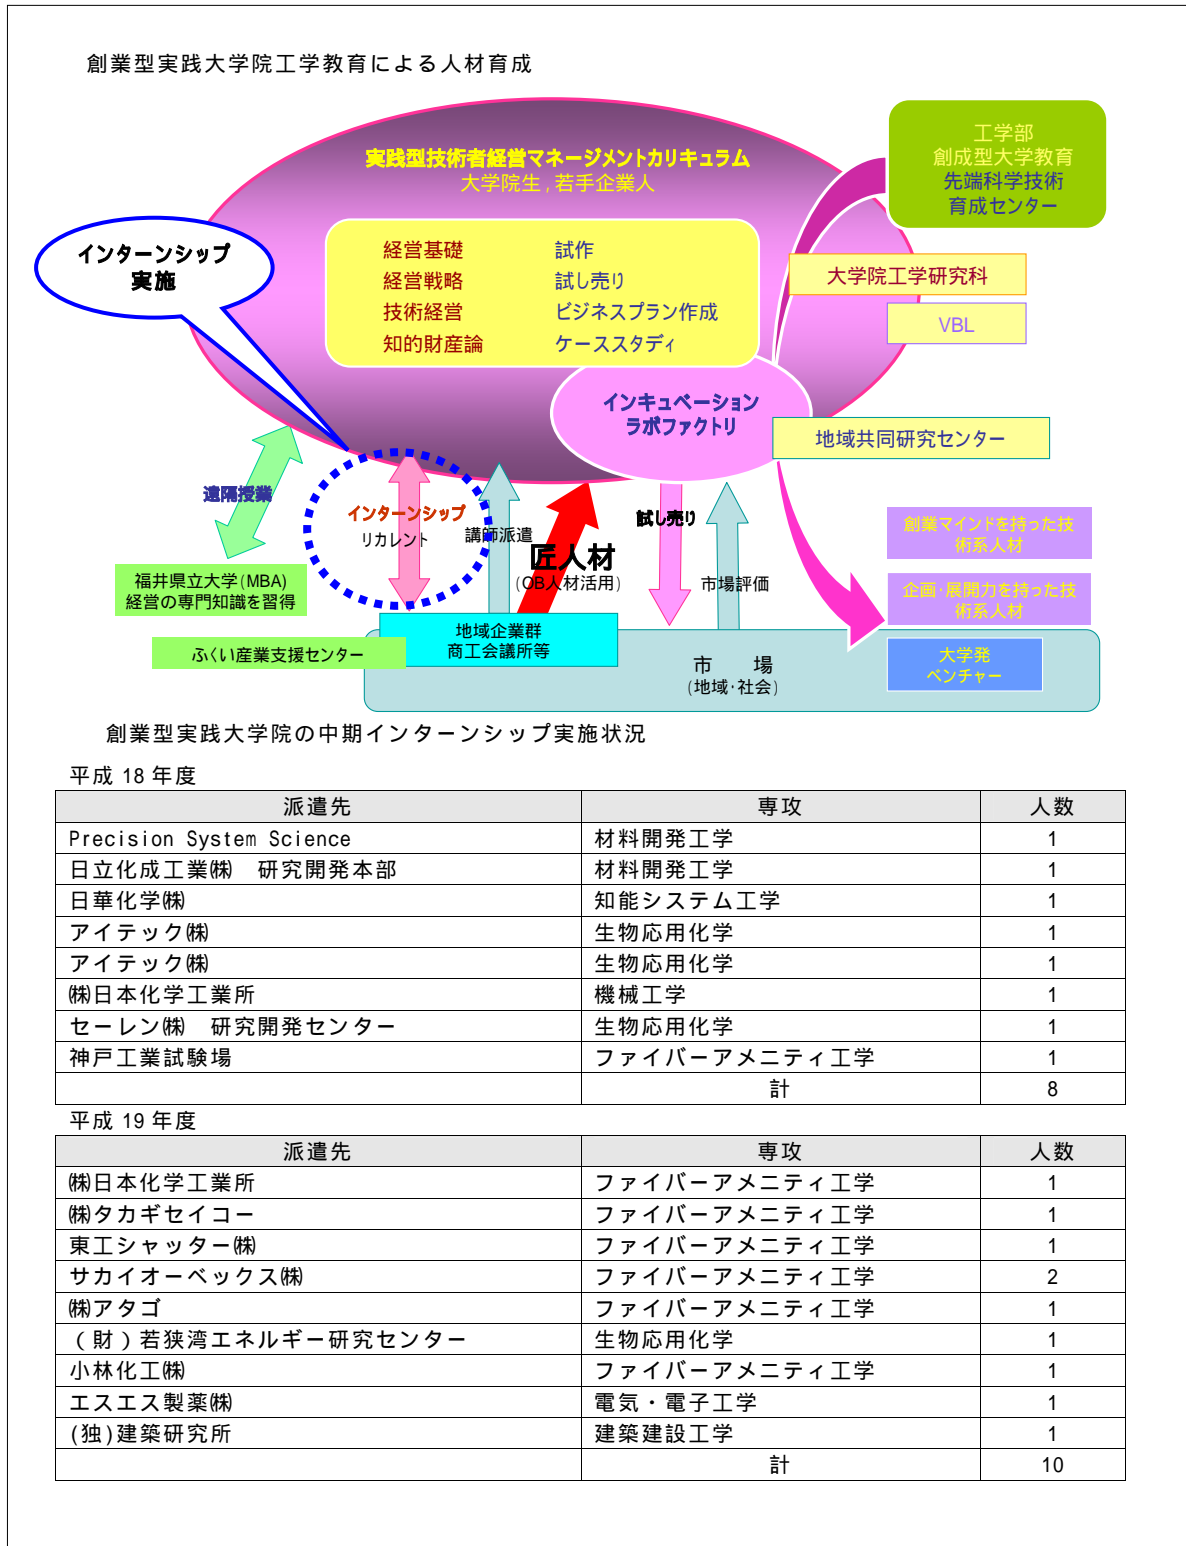 創業型実践大学院工学教育による人材育成
実践型技術者経営マネージメントカリキュラム
大学院生，若手企業人
工学部
創成型大学教育
先端科学技術
育成センター
インターンシップ
実施
経営基礎　試作
経営戦略　試し売り
技術経営　ビジネスプラン作成
知的財産論　ケーススタディ
大学院工学研究科
VBL
インキュベーション
ラボファクトリ
地域共同研究センター
遠隔授業
インターンシップ
リカレント
講師派遣
匠人材
(OB人材活用)
試し売り
市場評価
創業マインドを持った技
術系人材
企画・展開力を持った技
術系人材
大学発
ベンチャー
福井県立大学(MBA)
経営の専門知識を習得
ふくい産業支援センター
地域企業群
商工会議所等
市　場
(地域・社会)
創業型実践大学院の中期インターンシップ実施状況
平成 18 年度
派遣先　専攻　人数
Precision System Science　材料開発工学　1
日立化成工業㈱　研究開発本部　材料開発工学　1
日華化学㈱　知能システム工学　1
アイテック㈱　生物応用化学　1
アイテック㈱　生物応用化学　1
㈱日本化学工業所　機械工学　1
セーレン㈱　研究開発センター　生物応用化学　1
神戸工業試験場　ファイバーアメニティ工学　1
計　8
平成 19 年度
派遣先　専攻　人数
㈱日本化学工業所　ファイバーアメニティ工学　1
㈱タカギセイコー　ファイバーアメニティ工学　1
東工シャッター㈱　ファイバーアメニティ工学　1
サカイオーベックス㈱　ファイバーアメニティ工学　2
㈱アタゴ　ファイバーアメニティ工学　1
（財）若狭湾エネルギー研究センター　生物応用化学　1
小林化工㈱　ファイバーアメニティ工学　1
エスエス製薬㈱　電気・電子工学　1
(独)建築研究所　建築建設工学　1
計　10